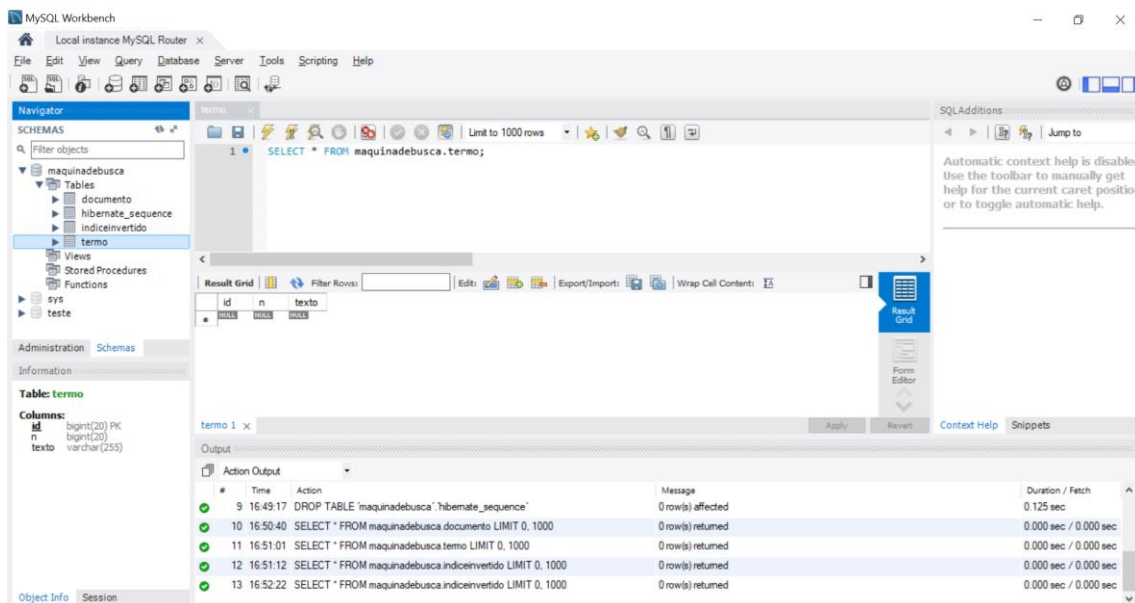 MySQL Workbench
Local instance MySQL Router
File Edit View Query Database Server Tools Scripting Help
Navigator
SCHEMAS
Filter objects
maquinadebusca
Tables
documento
hibernate_sequence
indiceinvertido
termo
Views
Stored Procedures
Functions
sys
teste
Administration Schemas
Information
Table: termo
Columns:
id bigint(20) PK
n bigint(20)
texto varchar(255)
Object Info Session
termo
Limit to 1000 rows
1 SELECT * FROM maquinadebusca.termo;
Result Grid Filter Rows: Edit: Export/Import: Wrap Cell Content:
id n texto
NULL NULL NULL
Result
Grid
Form
Editor
termo 1 Apply Revert
SQLAdditions
Jump to
Automatic context help is disable
Use the toolbar to manually get
help for the current caret positio
or to toggle automatic help.
Context Help Snippets
Output
Action Output
# Time Action Message Duration / Fetch
9 16:49:17 DROP TABLE `maquinadebusca`.`hibernate_sequence` 0 row(s) affected 0.125 sec
10 16:50:40 SELECT * FROM maquinadebusca.documento LIMIT 0, 1000 0 row(s) returned 0.000 sec / 0.000 sec
11 16:51:01 SELECT * FROM maquinadebusca.termo LIMIT 0, 1000 0 row(s) returned 0.000 sec / 0.000 sec
12 16:51:12 SELECT * FROM maquinadebusca.indiceinvertido LIMIT 0, 1000 0 row(s) returned 0.000 sec / 0.000 sec
13 16:52:22 SELECT * FROM maquinadebusca.indiceinvertido LIMIT 0, 1000 0 row(s) returned 0.000 sec / 0.000 sec